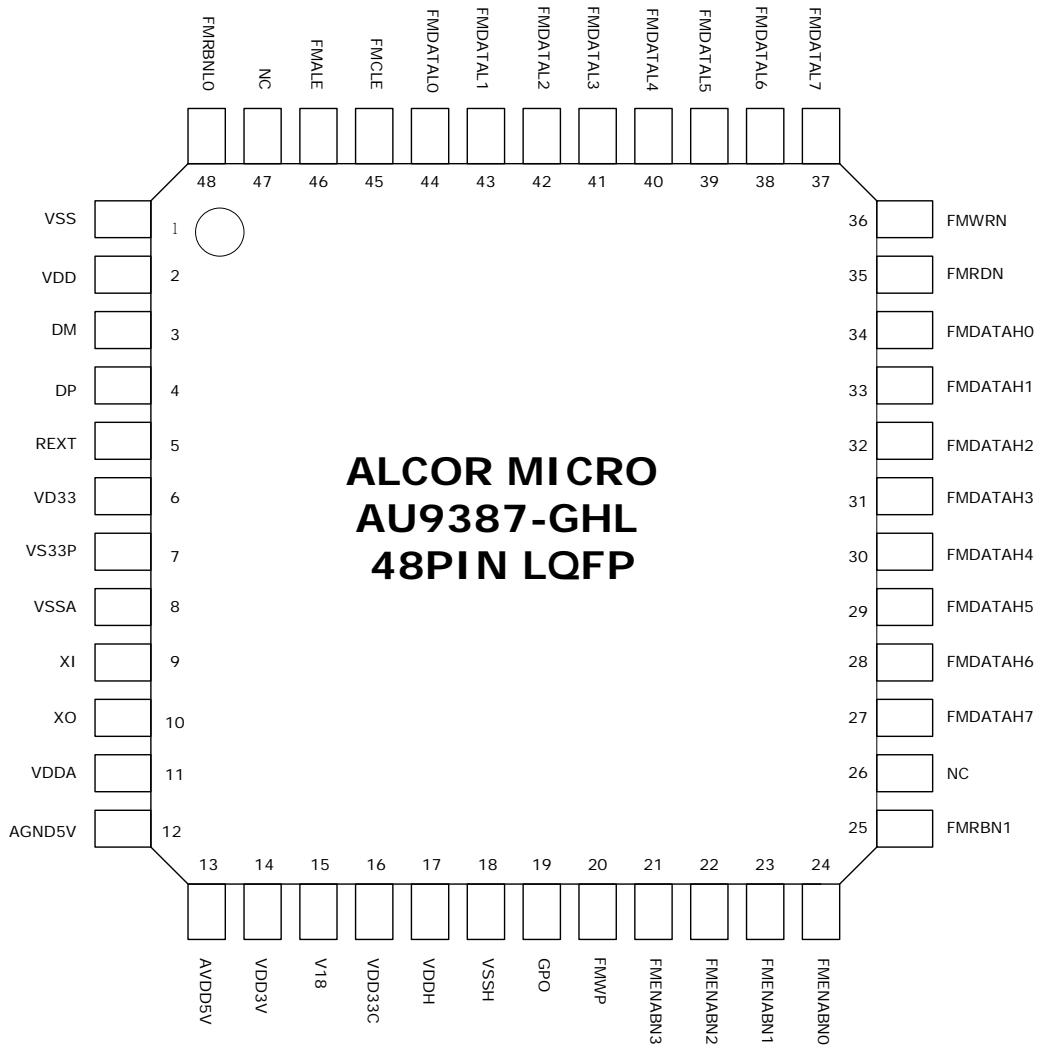 FMRBNL0
NC
FMALE
FMCLE
FMDATAL0
FMDATAL1
FMDATAL2
FMDATAL3
FMDATAL4
FMDATAL5
FMDATAL6
FMDATAL7
48 47 46 45 44 43 42 41 40 39 38 37
VSS 1
VDD 2
DM 3
DP 4
REXT 5
VD33 6
VS33P 7
VSSA 8
XI 9
XO 10
VDDA 11
AGND5V 12
ALCOR MICRO
AU9387-GHL
48PIN LQFP
36 FMWRN
35 FMRDN
34 FMDATAH0
33 FMDATAH1
32 FMDATAH2
31 FMDATAH3
30 FMDATAH4
29 FMDATAH5
28 FMDATAH6
27 FMDATAH7
26 NC
25 FMRBN1
13 14 15 16 17 18 19 20 21 22 23 24
AVDD5V
VDD3V
V18
VDD33C
VDDH
VSSH
GPO
FMWP
FMENABN3
FMENABN2
FMENABN1
FMENABN0